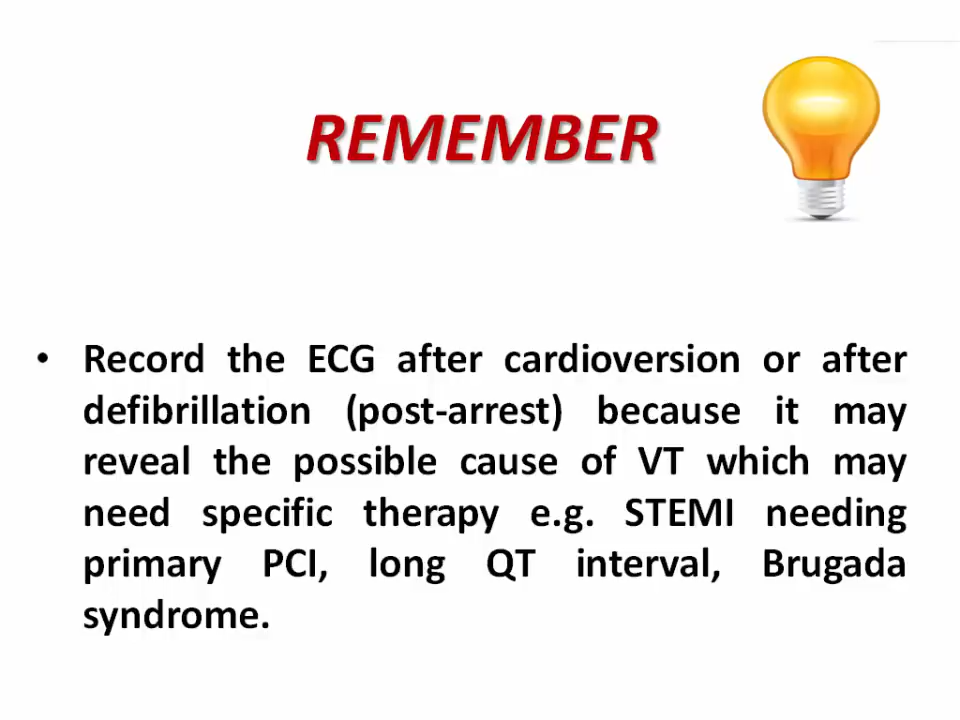 REMEMBER
• Record the ECG after cardioversion or after
defibrillation (post-arrest) because it may
reveal the possible cause of VT which may
need specific therapy e.g. STEMI needing
primary PCI, long QT interval, Brugada
syndrome.